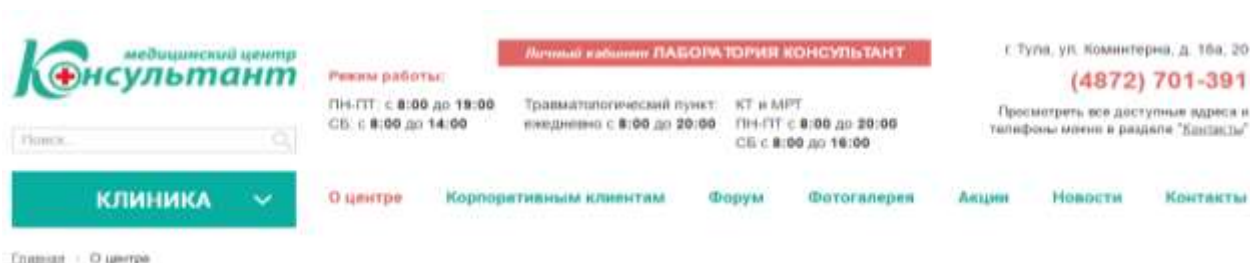 медицинский центр
Консультант
Личный кабинет ЛАБОРАТОРИЯ КОНСУЛЬТАНТ
г. Тула, ул. Коминтерна, д. 18а, 20
(4872) 701-391
Просмотреть все доступные адреса и
телефоны можно в разделе "Контакты"
Режим работы:
ПН-ПТ: с 8:00 до 19:00
СБ: с 8:00 до 14:00
Травматологический пункт:
ежедневно с 8:00 до 20:00
КТ и МРТ
ПН-ПТ с 8:00 до 20:00
СБ с 8:00 до 16:00
Поиск...
КЛИНИКА
О центре Корпоративным клиентам Форум Фотогалерея Акции Новости Контакты
Главная / О центре